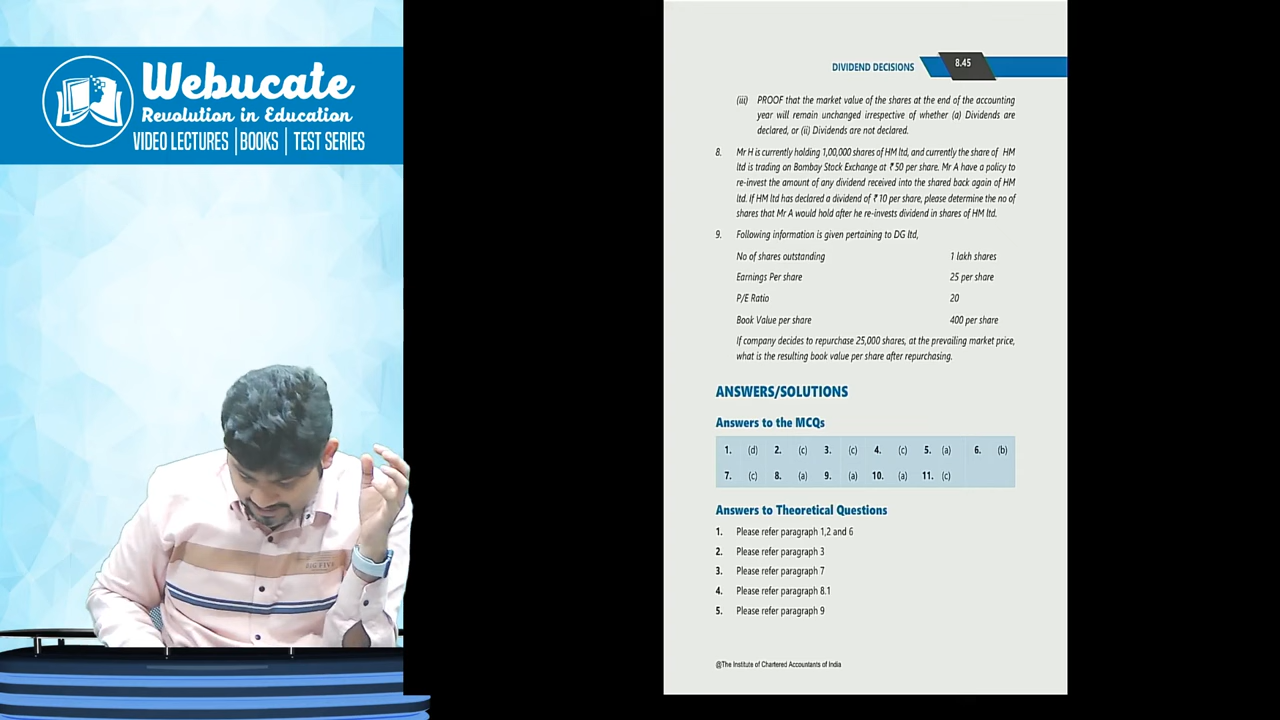 Webucate
Revolution in Education
VIDEO LECTURES | BOOKS | TEST SERIES
BIG FIVE
DIVIDEND DECISIONS 8.45
(iii) PROOF that the market value of the shares at the end of the accounting
year will remain unchanged irrespective of whether (a) Dividends are
declared, or (ii) Dividends are not declared.
8. Mr H is currently holding 1,00,000 shares of HM ltd, and currently the share of HM
ltd is trading on Bombay Stock Exchange at ₹ 50 per share. Mr A have a policy to
re-invest the amount of any dividend received into the shared back again of HM
ltd. If HM ltd has declared a dividend of ₹ 10 per share, please determine the no of
shares that Mr A would hold after he re-invests dividend in shares of HM ltd.
9. Following information is given pertaining to DG ltd,
No of shares outstanding 1 lakh shares
Earnings Per share 25 per share
P/E Ratio 20
Book Value per share 400 per share
If company decides to repurchase 25,000 shares, at the prevailing market price,
what is the resulting book value per share after repurchasing.
ANSWERS/SOLUTIONS
Answers to the MCQs
1. (d) 2. (c) 3. (c) 4. (c) 5. (a) 6. (b)
7. (c) 8. (a) 9. (a) 10. (a) 11. (c)
Answers to Theoretical Questions
1. Please refer paragraph 1,2 and 6
2. Please refer paragraph 3
3. Please refer paragraph 7
4. Please refer paragraph 8.1
5. Please refer paragraph 9
@The Institute of Chartered Accountants of India